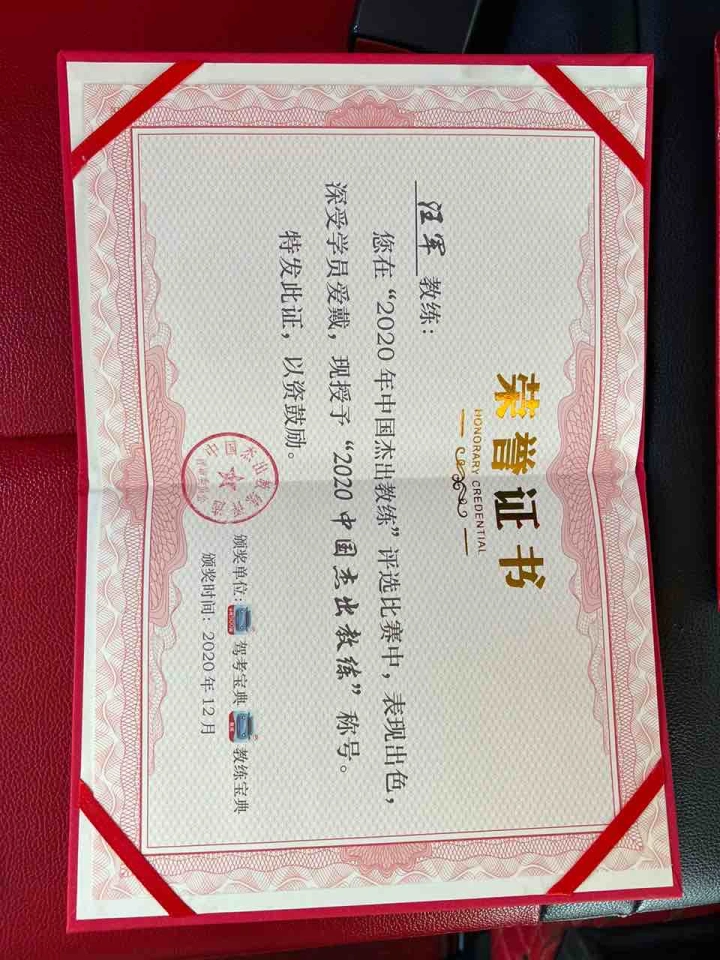 荣誉证书
HONORARY CREDENTIAL
汪军 教练：
您在“2020年中国杰出教练”评选比赛中，表现出色，
深受学员爱戴，现授予“2020中国杰出教练”称号。
特发此证，以资鼓励。
颁奖单位: 驾考宝典 教练宝典
颁奖时间: 2020年12月